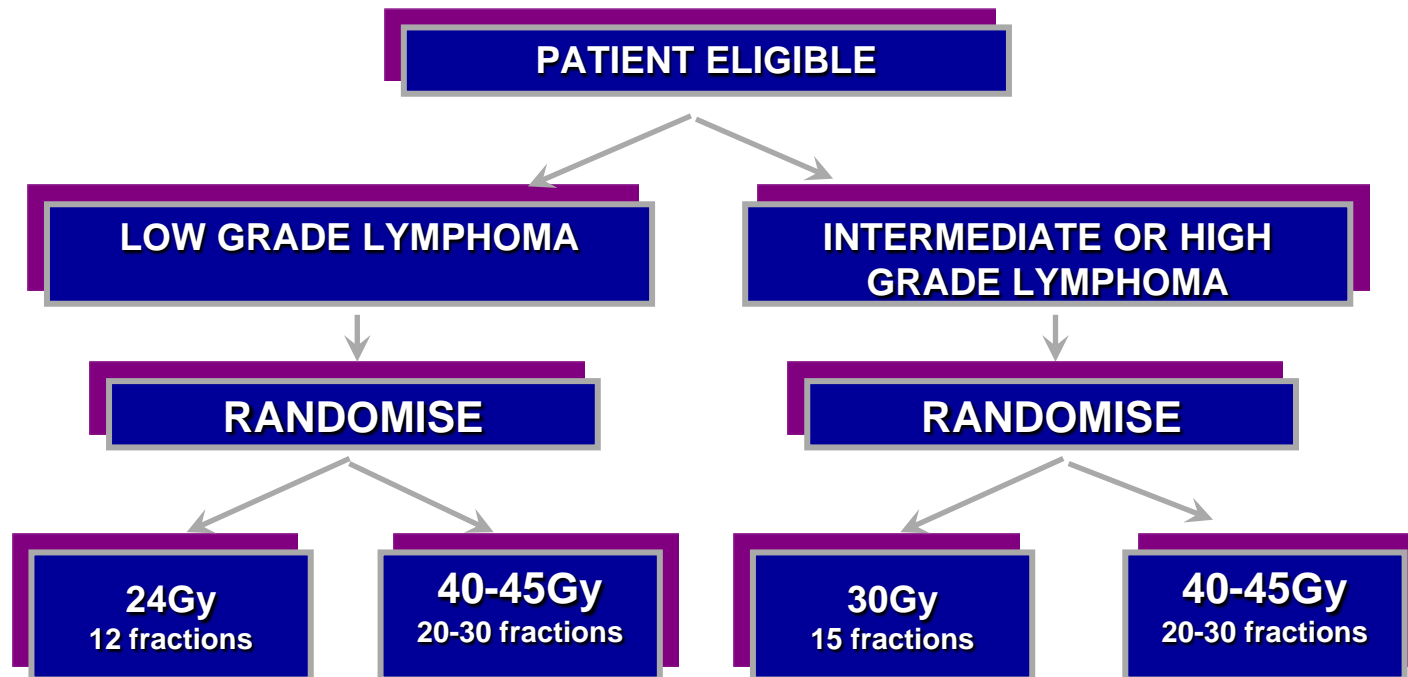 PATIENT ELIGIBLE
LOW GRADE LYMPHOMA
INTERMEDIATE OR HIGH
GRADE LYMPHOMA
RANDOMISE
RANDOMISE
24Gy
12 fractions
40-45Gy
20-30 fractions
30Gy
15 fractions
40-45Gy
20-30 fractions